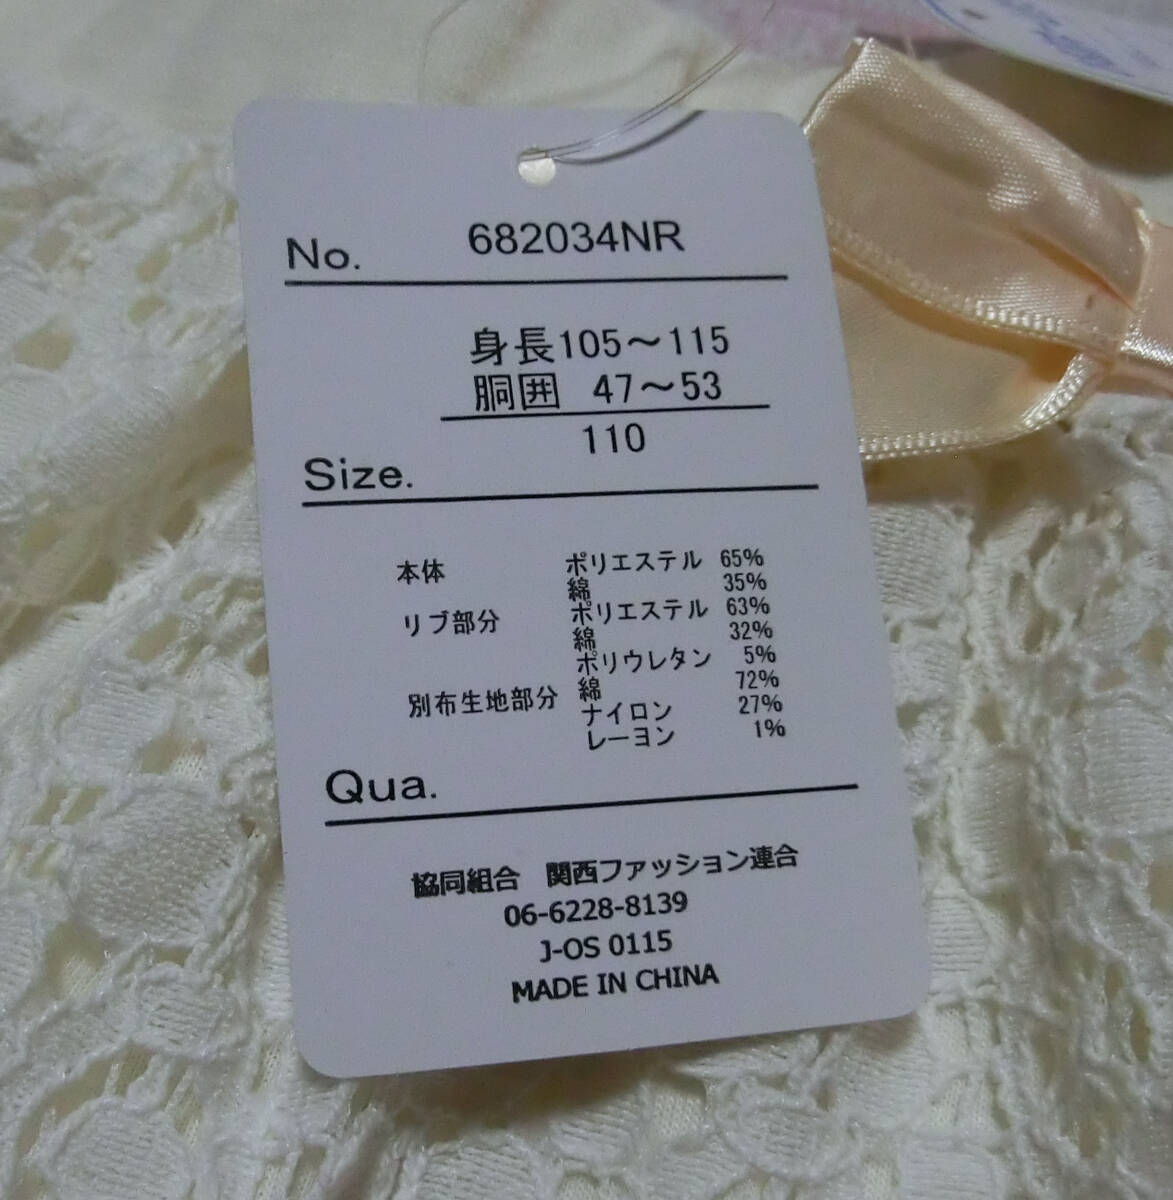 No. 682034NR
身長105～115
胴囲 47～53
110
Size.
本体 ポリエステル 65%
綿 35%
リブ部分 ポリエステル 63%
綿 32%
ポリウレタン 5%
別布生地部分 綿 72%
ナイロン 27%
レーヨン 1%
Qua.
協同組合 関西ファッション連合
06-6228-8139
J-OS 0115
MADE IN CHINA